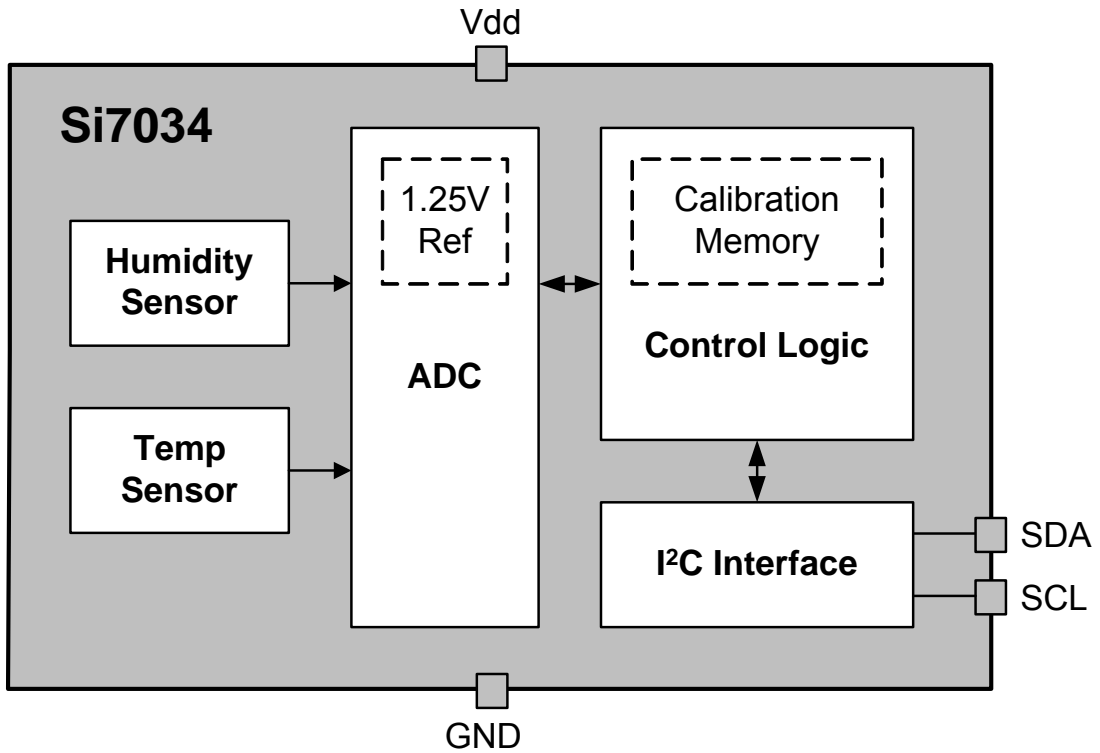 Vdd
Si7034
Humidity
Sensor
Temp
Sensor
1.25V
Ref
ADC
Calibration
Memory
Control Logic
I²C Interface
SDA
SCL
GND